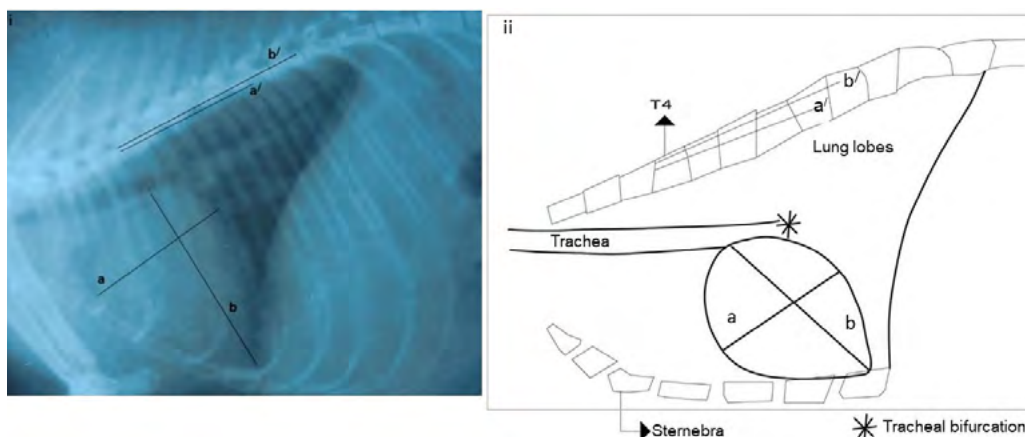 i
b/
a/
a
b
ii
T4
b/
a/
Lung lobes
Trachea
a
b
Sternebra
Tracheal bifurcation